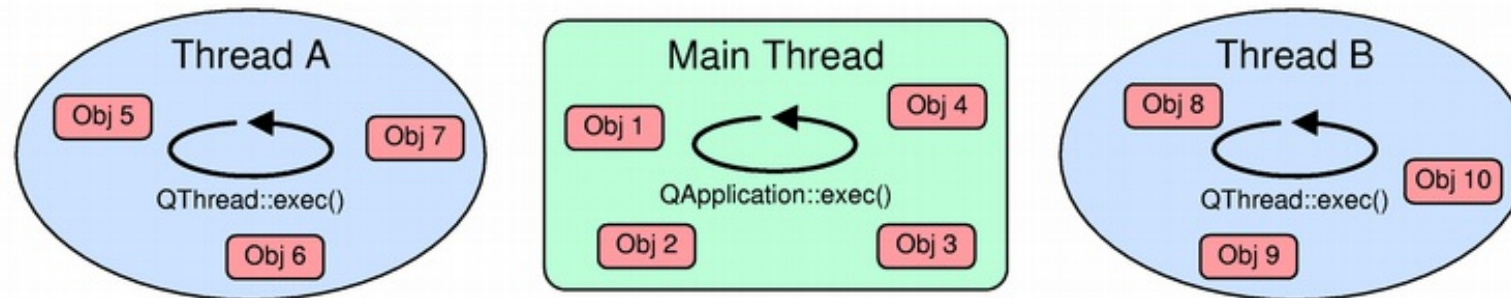 Thread A
Obj 5
Obj 7
QThread::exec()
Obj 6
Main Thread
Obj 1
Obj 4
QApplication::exec()
Obj 2
Obj 3
Thread B
Obj 8
Obj 10
QThread::exec()
Obj 9